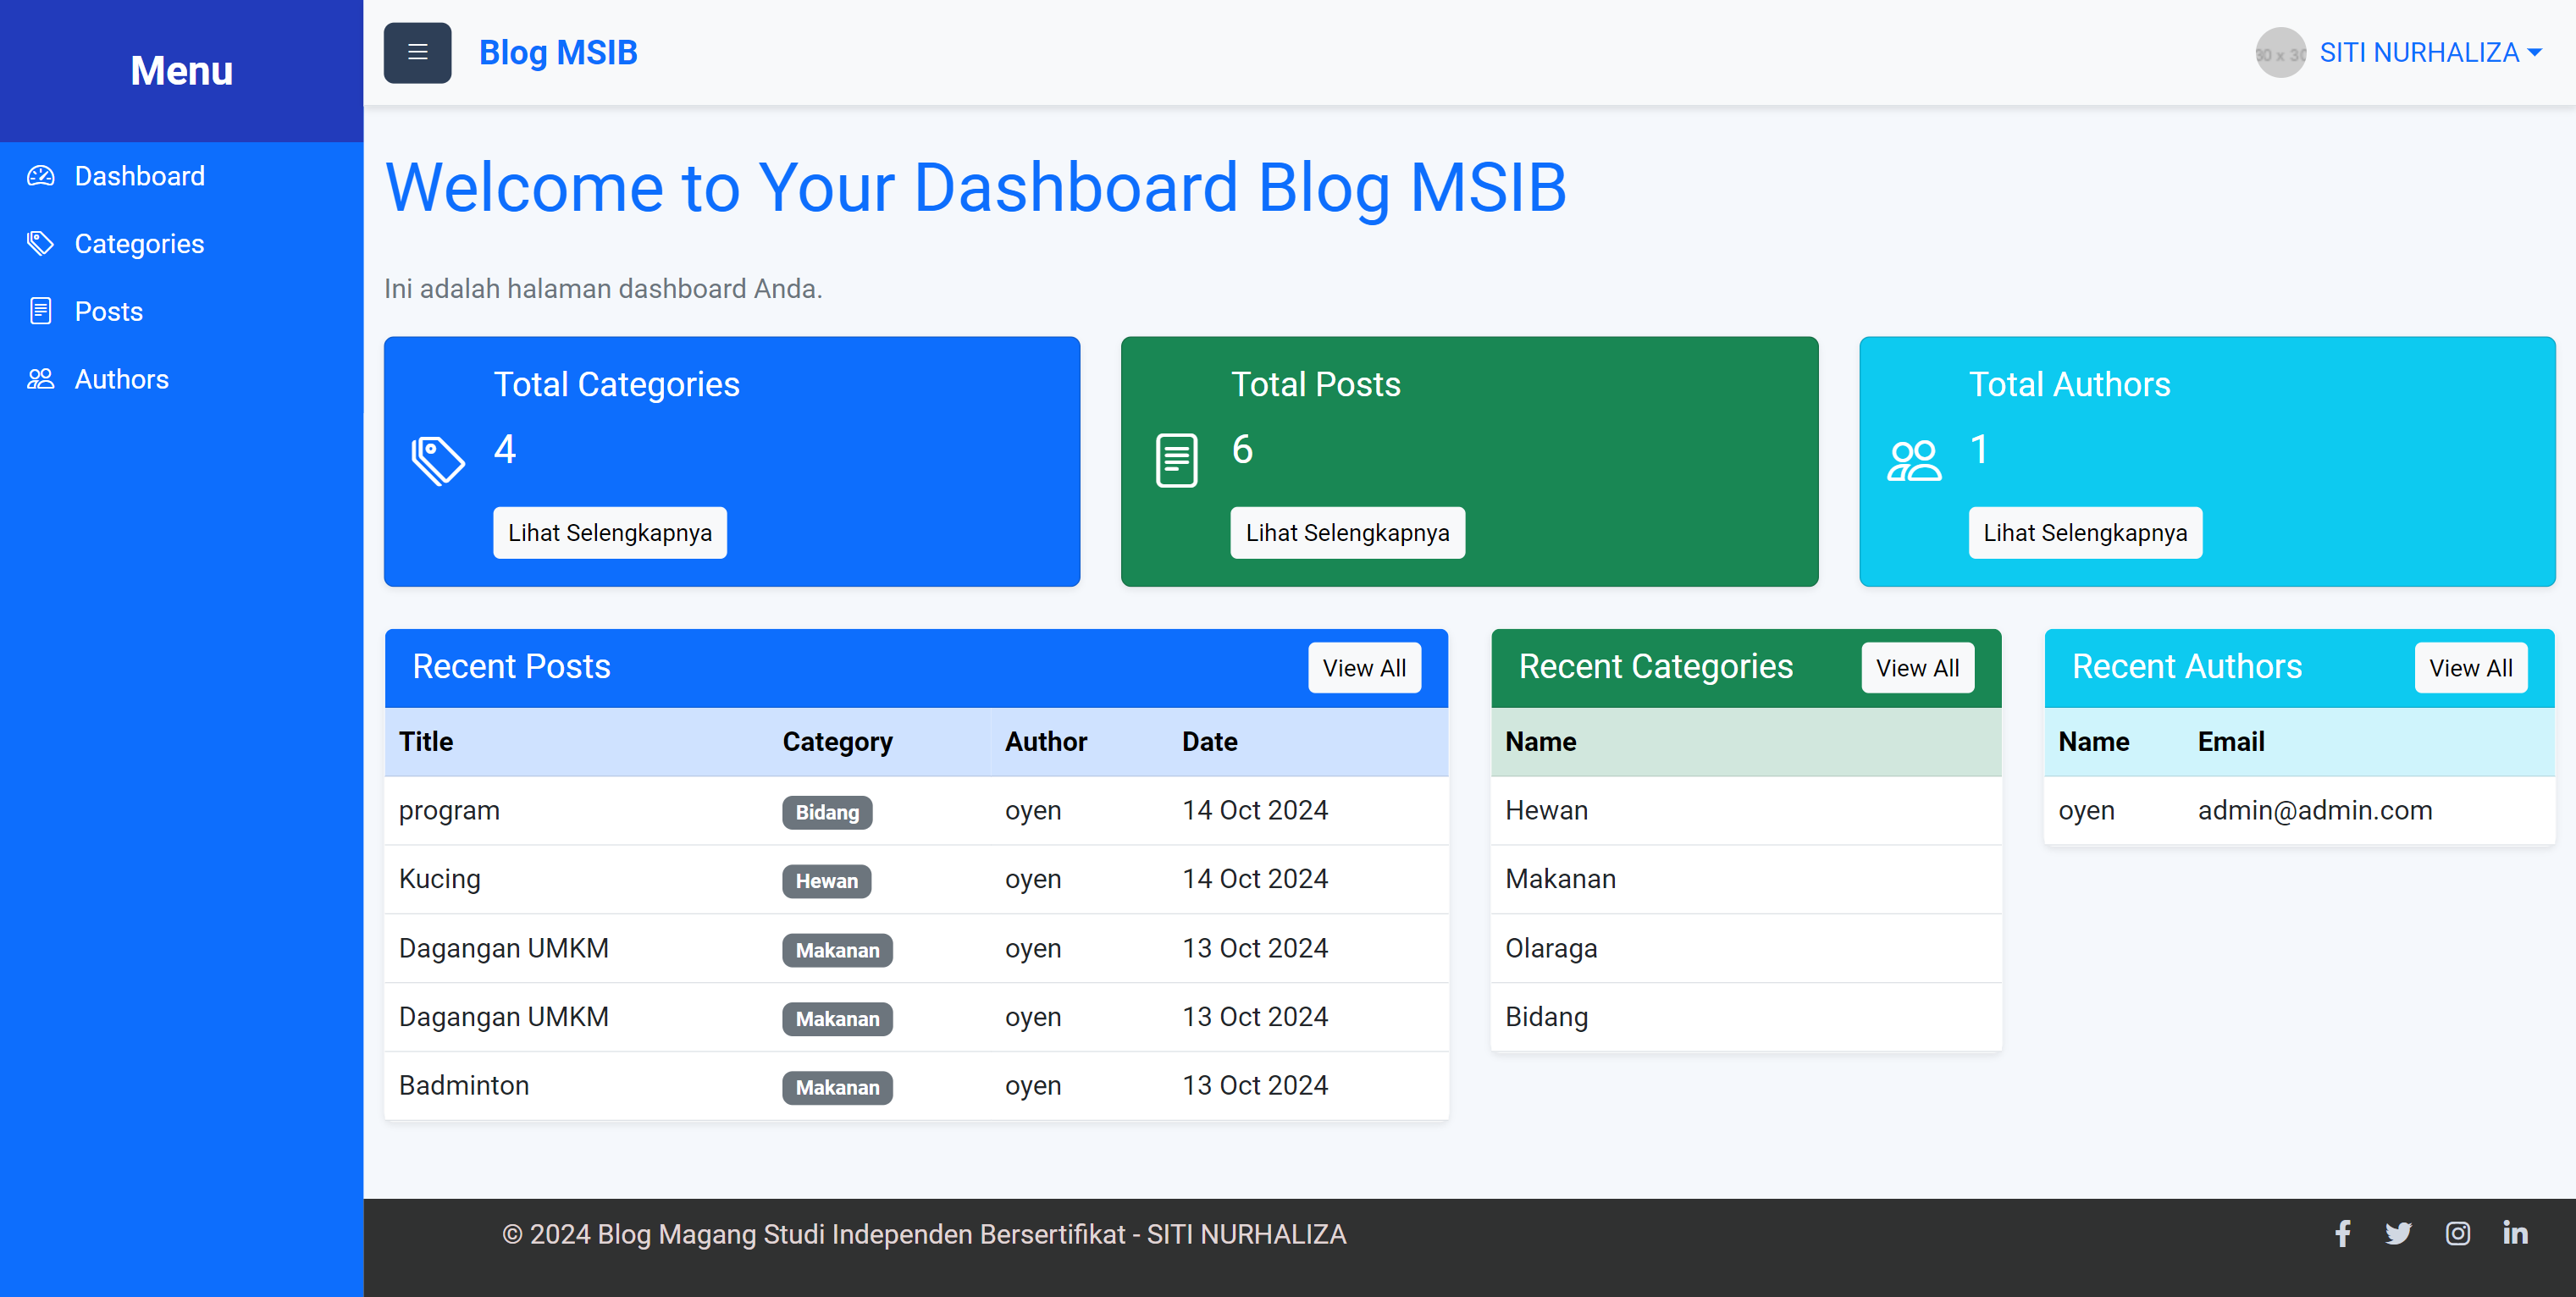 Menu
Dashboard
Categories
Posts
Authors
Blog MSIB
30 x 30
SITI NURHALIZA
Welcome to Your Dashboard Blog MSIB
Ini adalah halaman dashboard Anda.
Total Categories
4
Lihat Selengkapnya
Total Posts
6
Lihat Selengkapnya
Total Authors
1
Lihat Selengkapnya
Recent Posts View All
Title Category Author Date
program Bidang oyen 14 Oct 2024
Kucing Hewan oyen 14 Oct 2024
Dagangan UMKM Makanan oyen 13 Oct 2024
Dagangan UMKM Makanan oyen 13 Oct 2024
Badminton Makanan oyen 13 Oct 2024
Recent Categories View All
Name
Hewan
Makanan
Olaraga
Bidang
Recent Authors View All
Name Email
oyen admin@admin.com
© 2024 Blog Magang Studi Independen Bersertifikat - SITI NURHALIZA